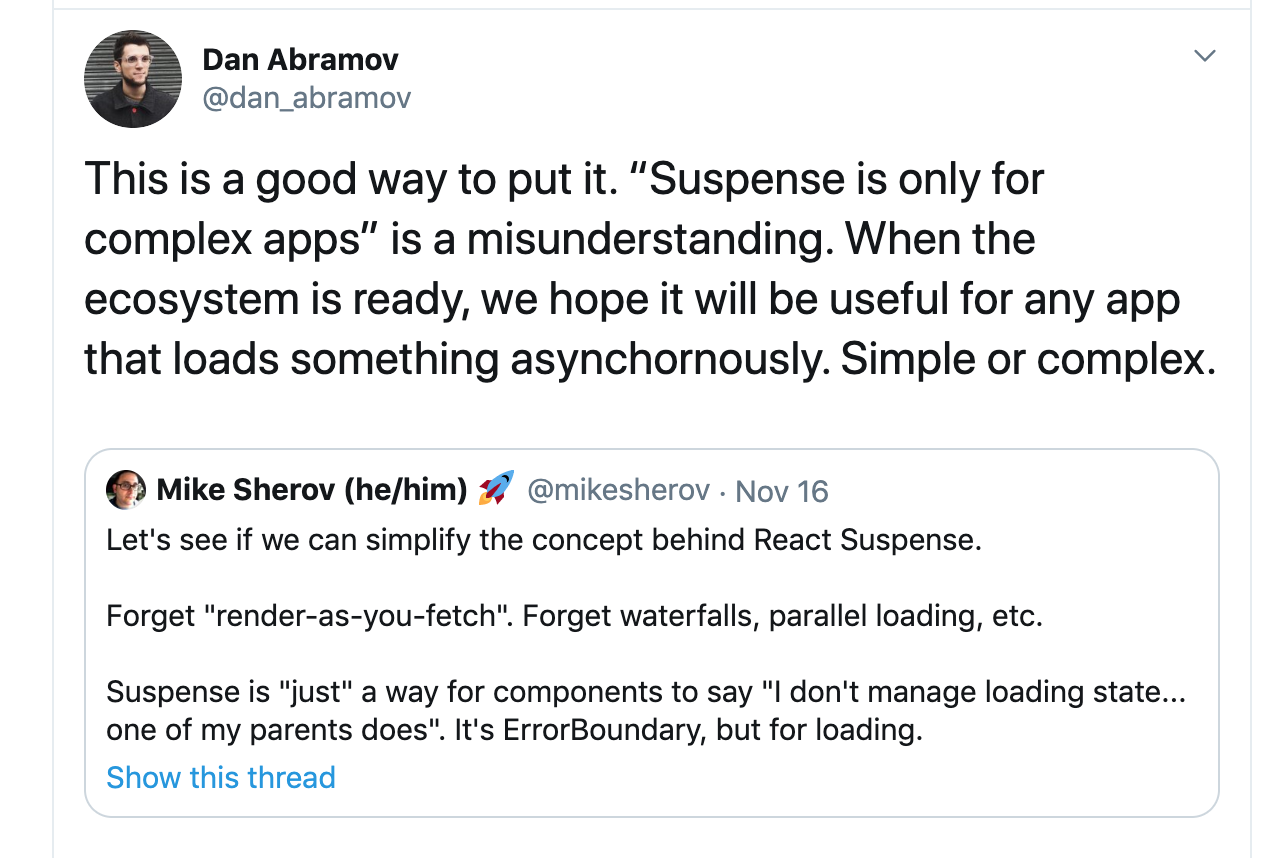 Dan Abramov
@dan_abramov
This is a good way to put it. “Suspense is only for
complex apps” is a misunderstanding. When the
ecosystem is ready, we hope it will be useful for any app
that loads something asynchornously. Simple or complex.
Mike Sherov (he/him) 🚀 @mikesherov · Nov 16
Let's see if we can simplify the concept behind React Suspense.
Forget "render-as-you-fetch". Forget waterfalls, parallel loading, etc.
Suspense is "just" a way for components to say "I don't manage loading state...
one of my parents does". It's ErrorBoundary, but for loading.
Show this thread